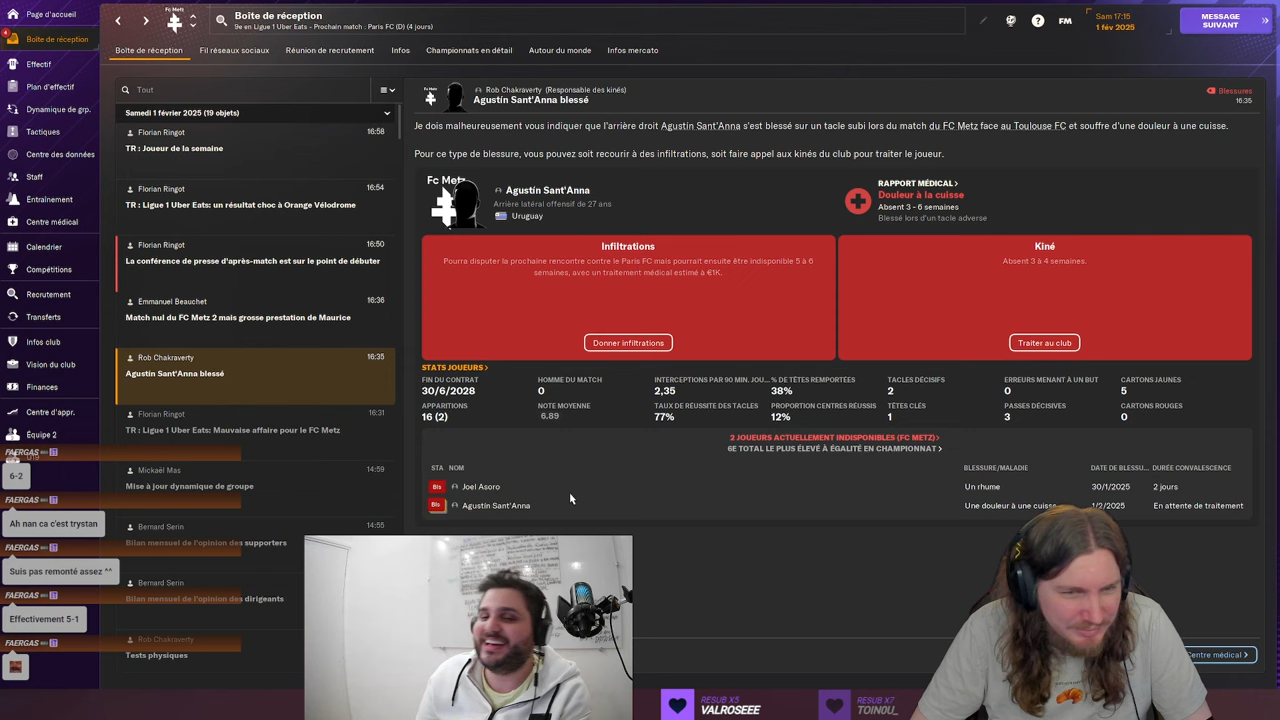 Page d'accueil
4
Boîte de réception
Effectif
Plan d'effectif
Dynamique de grp.
Tactiques
Centre des données
Staff
Entraînement
Centre médical
Calendrier
Compétitions
Recrutement
Transferts
Infos club
Vision du club
Finances
Centre d'appr.
Équipe 2
U19
Fc Metz
Boîte de réception
9e en Ligue 1 Uber Eats - Prochain match : Paris FC (D) (4 jours)
FM
Sam 17:15
1 fév 2025
MESSAGE
SUIVANT
Boîte de réception
Fil réseaux sociaux
Réunion de recrutement
Infos
Championnats en détail
Autour du monde
Infos mercato
Tout
Samedi 1 février 2025 (19 objets)
Florian Ringot
16:58
TR : Joueur de la semaine
Florian Ringot
16:54
TR : Ligue 1 Uber Eats: un résultat choc à Orange Vélodrome
Florian Ringot
16:50
La conférence de presse d'après-match est sur le point de débuter
Emmanuel Beauchet
16:36
Match nul du FC Metz 2 mais grosse prestation de Maurice
Rob Chakraverty
16:35
Agustín Sant'Anna blessé
Florian Ringot
16:31
TR : Ligue 1 Uber Eats: Mauvaise affaire pour le FC Metz
Mickaël Mas
14:59
Mise à jour dynamique de groupe
Bernard Serin
14:55
Bilan mensuel de l'opinion des supporters
Bernard Serin
Bilan mensuel de l'opinion des dirigeants
Rob Chakraverty
Tests physiques
Fc Metz
Rob Chakraverty (Responsable des kinés)
Agustín Sant'Anna blessé
Blessures
16:35
Je dois malheureusement vous indiquer que l'arrière droit Agustín Sant'Anna s'est blessé sur un tacle subi lors du match du FC Metz face au Toulouse FC et souffre d'une douleur à une cuisse.
Pour ce type de blessure, vous pouvez soit recourir à des infiltrations, soit faire appel aux kinés du club pour traiter le joueur.
Fc Metz
Agustín Sant'Anna
Arrière latéral offensif de 27 ans
Uruguay
RAPPORT MÉDICAL
Douleur à la cuisse
Absent 3 - 6 semaines
Blessé lors d'un tacle adverse
Infiltrations
Pourra disputer la prochaine rencontre contre le Paris FC mais pourrait ensuite être indisponible 5 à 6
semaines, avec un traitement médical estimé à €1K.
Donner infiltrations
Kiné
Absent 3 à 4 semaines.
Traiter au club
STATS JOUEURS
FIN DU CONTRAT
30/6/2028
HOMME DU MATCH
0
INTERCEPTIONS PAR 90 MIN. JOU...
2,35
% DE TÊTES REMPORTÉES
38%
TACLES DÉCISIFS
2
ERREURS MENANT À UN BUT
0
CARTONS JAUNES
5
APPARITIONS
16 (2)
NOTE MOYENNE
6.89
TAUX DE RÉUSSITE DES TACLES
77%
PROPORTION CENTRES RÉUSSIS
12%
TÊTES CLÉS
1
PASSES DÉCISIVES
3
CARTONS ROUGES
0
2 JOUEURS ACTUELLEMENT INDISPONIBLES (FC METZ)
6E TOTAL LE PLUS ÉLEVÉ À ÉGALITÉ EN CHAMPIONNAT
STA NOM
BLESSURE/MALADIE
DATE DE BLESSU...
DURÉE CONVALESCENCE
Bls
Joel Asoro
Un rhume
30/1/2025
2 jours
Bls
Agustín Sant'Anna
Une douleur à une cuisse
1/2/2025
En attente de traitement
Centre médical
FAERGAS
6-2
FAERGAS
Ah nan ca c'est trystan
FAERGAS
Suis pas remonté assez ^^
FAERGAS
Effectivement 5-1
FAERGAS
RESUB X5
VALROSEEE
RESUB X7
TOIN0U_